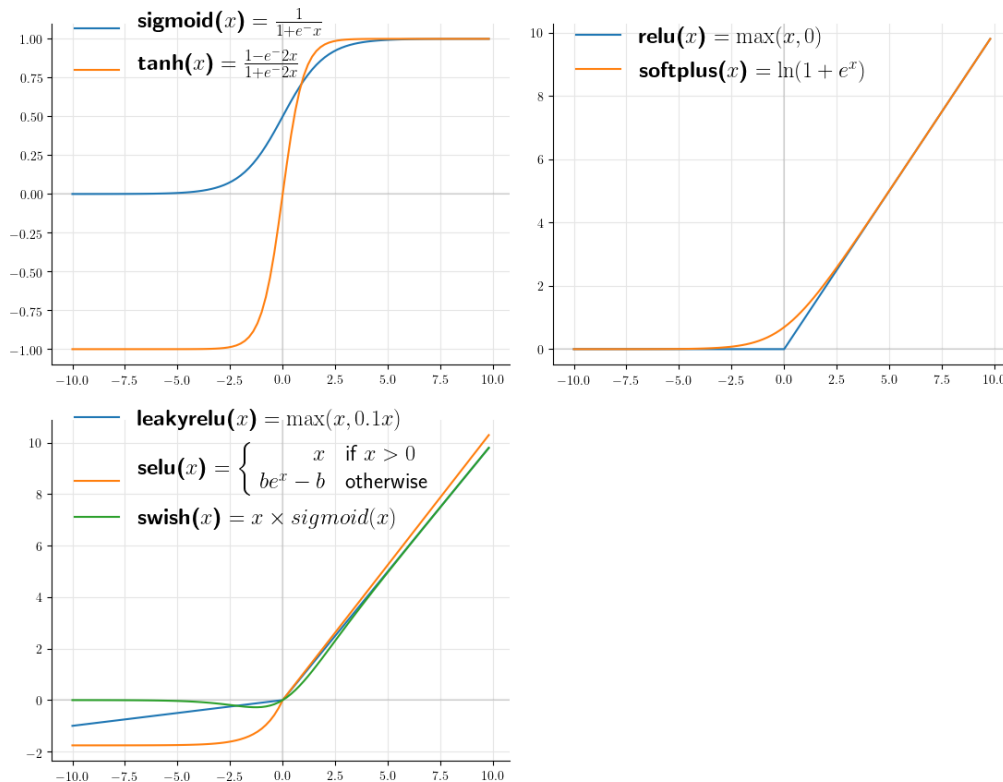 sigmoid(x) = 1/(1+e^-x)
tanh(x) = (1−e^-2x)/(1+e^-2x)
1.00
0.75
0.50
0.25
0.00
−0.25
−0.50
−0.75
−1.00
−10.0 −7.5 −5.0 −2.5 0.0 2.5 5.0 7.5 10.0
relu(x) = max(x, 0)
softplus(x) = ln(1 + e^x)
10
8
6
4
2
0
−10.0 −7.5 −5.0 −2.5 0.0 2.5 5.0 7.5 10.0
leakyrelu(x) = max(x, 0.1x)
selu(x) = { x if x > 0
be^x − b otherwise
swish(x) = x × sigmoid(x)
10
8
6
4
2
0
−2
−10.0 −7.5 −5.0 −2.5 0.0 2.5 5.0 7.5 10.0